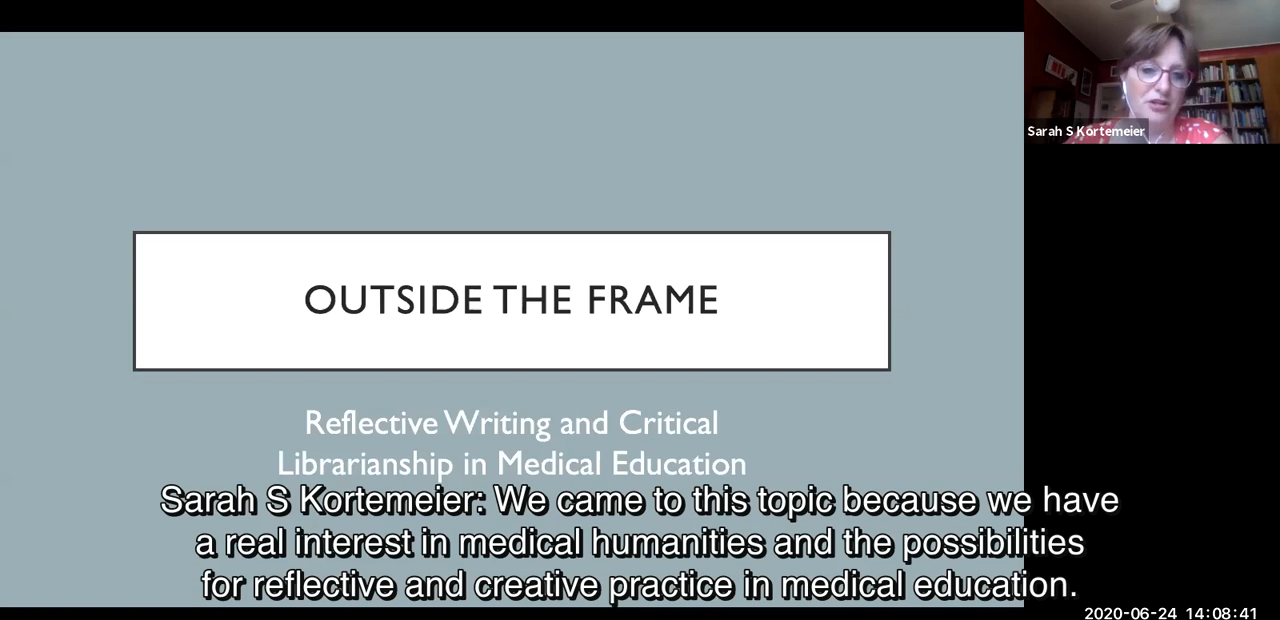 Sarah S Kortemeier
OUTSIDE THE FRAME
Reflective Writing and Critical
Librarianship in Medical Education
Sarah S Kortemeier: We came to this topic because we have
a real interest in medical humanities and the possibilities
for reflective and creative practice in medical education.
2020-06-24 14:08:41